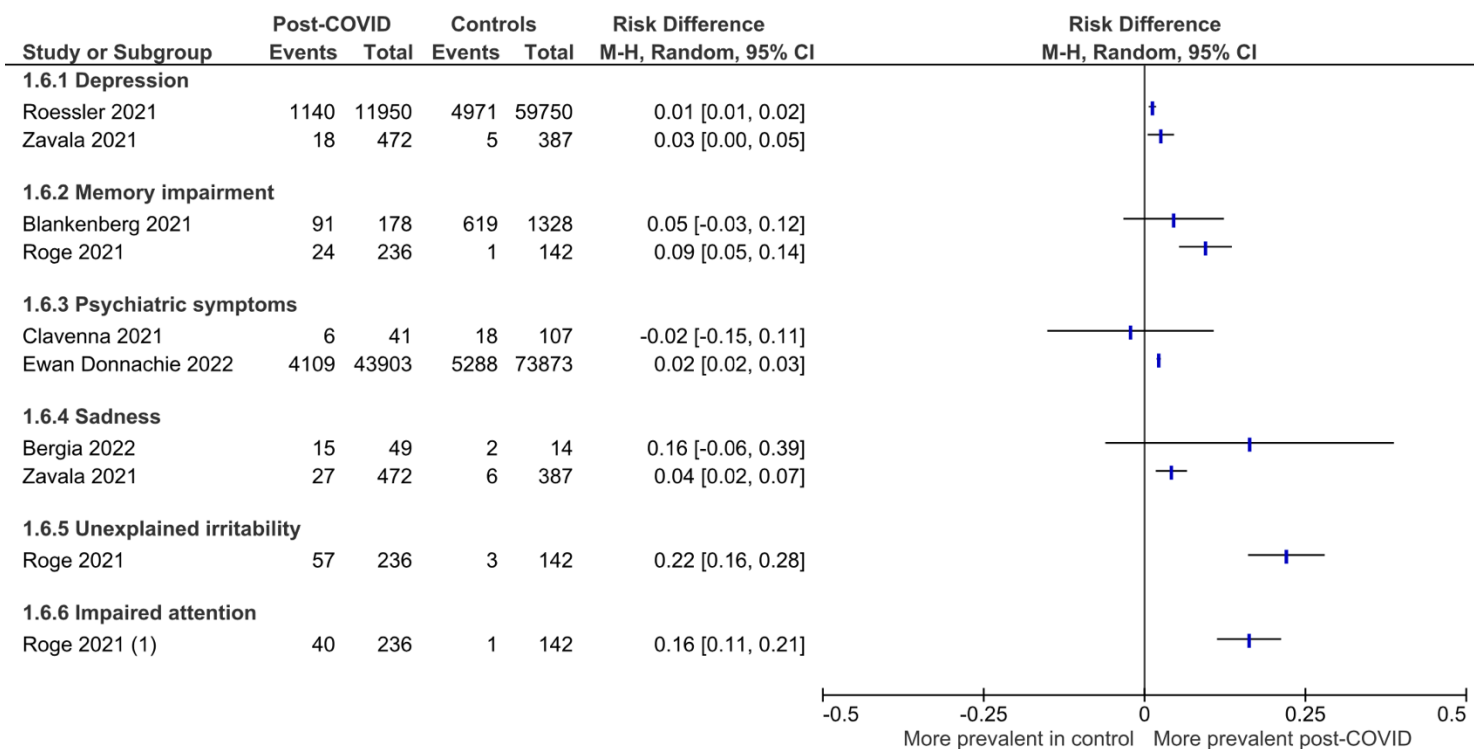 Post-COVID Controls Risk Difference Risk Difference
Study or Subgroup Events Total Events Total M-H, Random, 95% CI M-H, Random, 95% CI
1.6.1 Depression
Roessler 2021 1140 11950 4971 59750 0.01 [0.01, 0.02]
Zavala 2021 18 472 5 387 0.03 [0.00, 0.05]
1.6.2 Memory impairment
Blankenberg 2021 91 178 619 1328 0.05 [-0.03, 0.12]
Roge 2021 24 236 1 142 0.09 [0.05, 0.14]
1.6.3 Psychiatric symptoms
Clavenna 2021 6 41 18 107 -0.02 [-0.15, 0.11]
Ewan Donnachie 2022 4109 43903 5288 73873 0.02 [0.02, 0.03]
1.6.4 Sadness
Bergia 2022 15 49 2 14 0.16 [-0.06, 0.39]
Zavala 2021 27 472 6 387 0.04 [0.02, 0.07]
1.6.5 Unexplained irritability
Roge 2021 57 236 3 142 0.22 [0.16, 0.28]
1.6.6 Impaired attention
Roge 2021 (1) 40 236 1 142 0.16 [0.11, 0.21]
-0.5 -0.25 0 0.25 0.5
More prevalent in control More prevalent post-COVID